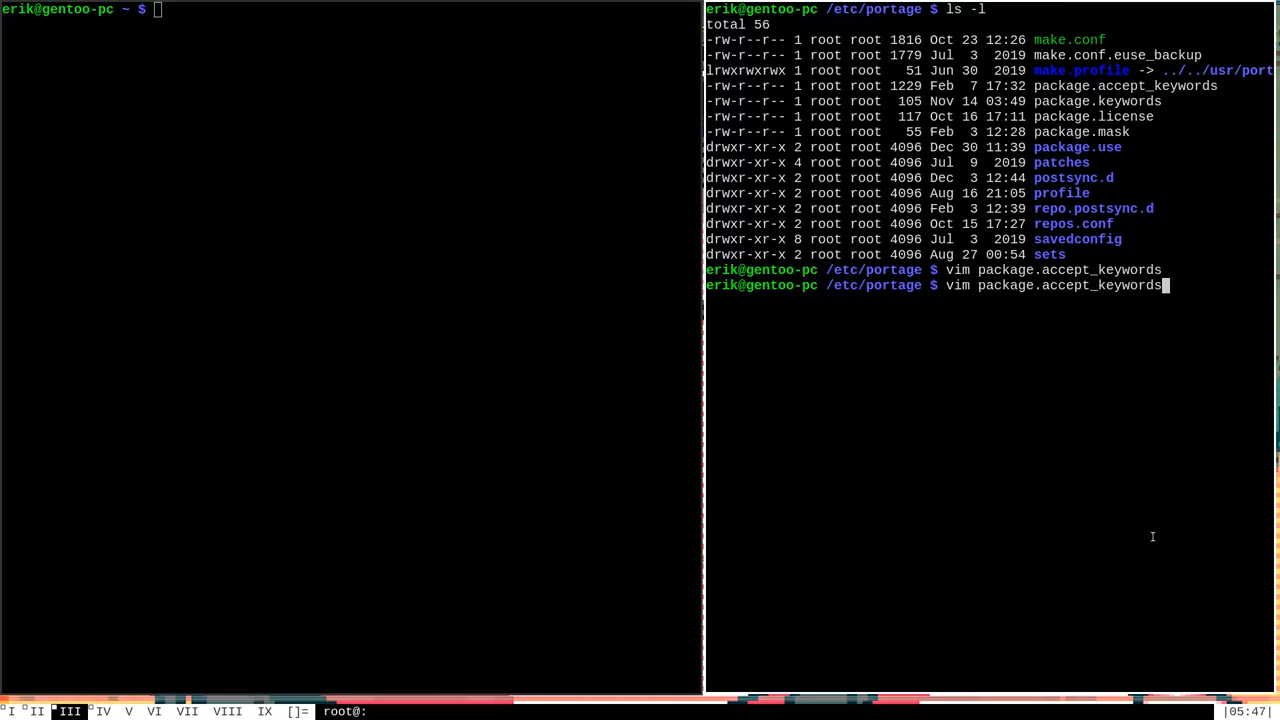 erik@gentoo-pc ~ $
erik@gentoo-pc /etc/portage $ ls -l
total 56
-rw-r--r-- 1 root root 1816 Oct 23 12:26 make.conf
-rw-r--r-- 1 root root 1779 Jul  3  2019 make.conf.euse_backup
lrwxrwxrwx 1 root root   51 Jun 30  2019 make.profile -> ../../usr/port
-rw-r--r-- 1 root root 1229 Feb  7 17:32 package.accept_keywords
-rw-r--r-- 1 root root  105 Nov 14 03:49 package.keywords
-rw-r--r-- 1 root root  117 Oct 16 17:11 package.license
-rw-r--r-- 1 root root   55 Feb  3 12:28 package.mask
drwxr-xr-x 2 root root 4096 Dec 30 11:39 package.use
drwxr-xr-x 4 root root 4096 Jul  9  2019 patches
drwxr-xr-x 2 root root 4096 Dec  3 12:44 postsync.d
drwxr-xr-x 2 root root 4096 Aug 16 21:05 profile
drwxr-xr-x 2 root root 4096 Feb  3 12:39 repo.postsync.d
drwxr-xr-x 2 root root 4096 Oct 15 17:27 repos.conf
drwxr-xr-x 8 root root 4096 Jul  3  2019 savedconfig
drwxr-xr-x 2 root root 4096 Aug 27 00:54 sets
erik@gentoo-pc /etc/portage $ vim package.accept_keywords
erik@gentoo-pc /etc/portage $ vim package.accept_keywords
I II III IV V VI VII VIII IX []= root@: |05:47|